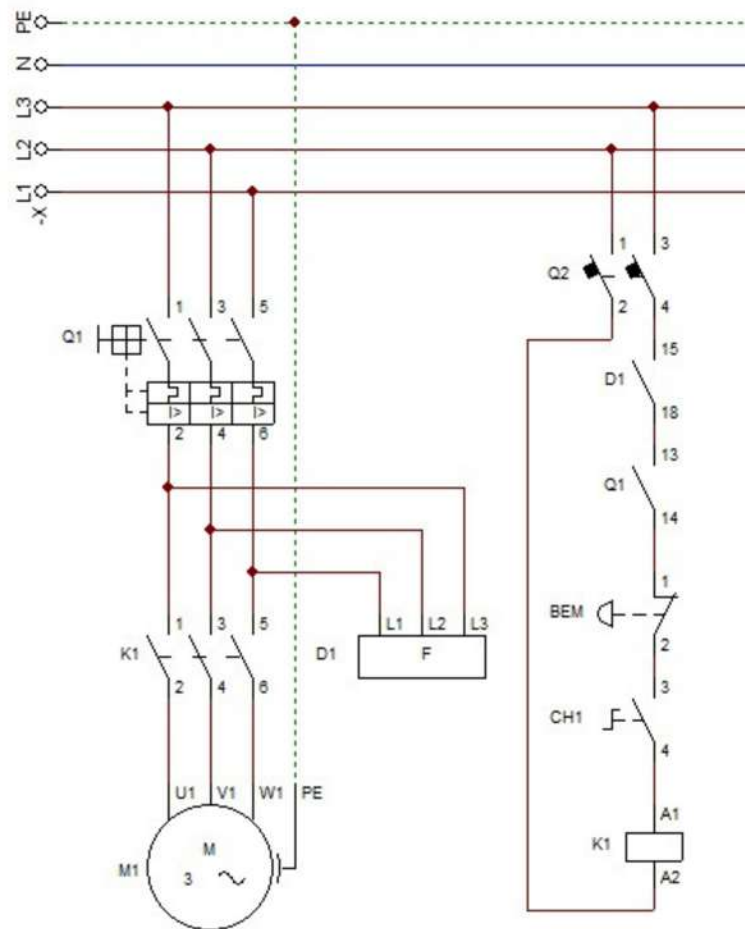 PE
N
L3
L2
L1
-X
1 3
Q2
2 4
1 3 5
Q1
I> I> I>
2 4 6
15
D1
18
13
Q1
14
1
BEM
2
1 3 5
K1
2 4 6
L1 L2 L3
D1 F
3
CH1
4
U1 V1 W1 PE
M
M1
3
A1
K1
A2